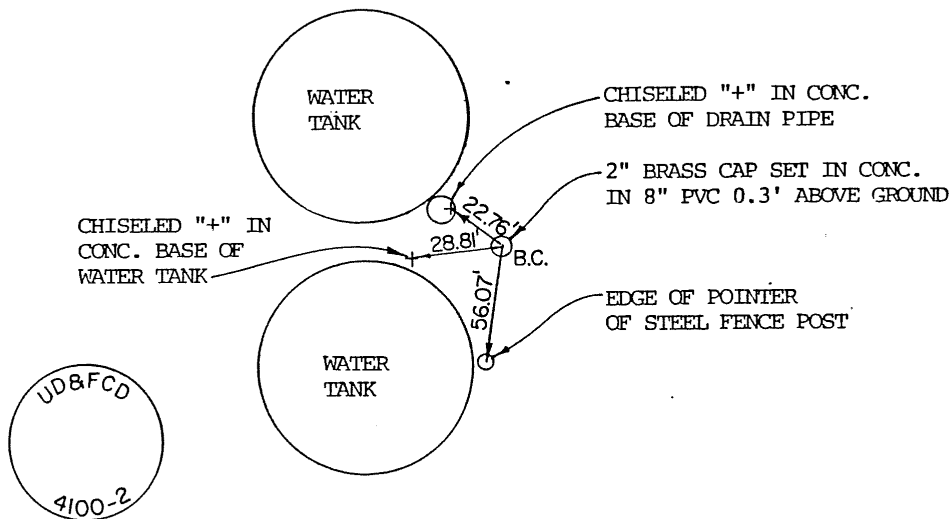 WATER
TANK
CHISELED "+" IN CONC.
BASE OF DRAIN PIPE
2" BRASS CAP SET IN CONC.
IN 8" PVC 0.3' ABOVE GROUND
22.76'
CHISELED "+" IN
CONC. BASE OF
WATER TANK
28.81'
B.C.
56.07'
EDGE OF POINTER
OF STEEL FENCE POST
WATER
TANK
UD&FCD
4100-2